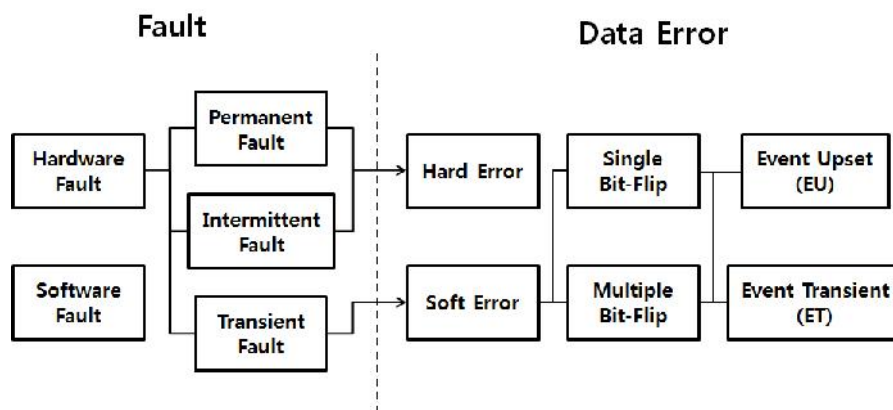 Fault
Data Error
Hardware
Fault
Software
Fault
Permanent
Fault
Intermittent
Fault
Transient
Fault
Hard Error
Soft Error
Single
Bit-Flip
Multiple
Bit-Flip
Event Upset
(EU)
Event Transient
(ET)